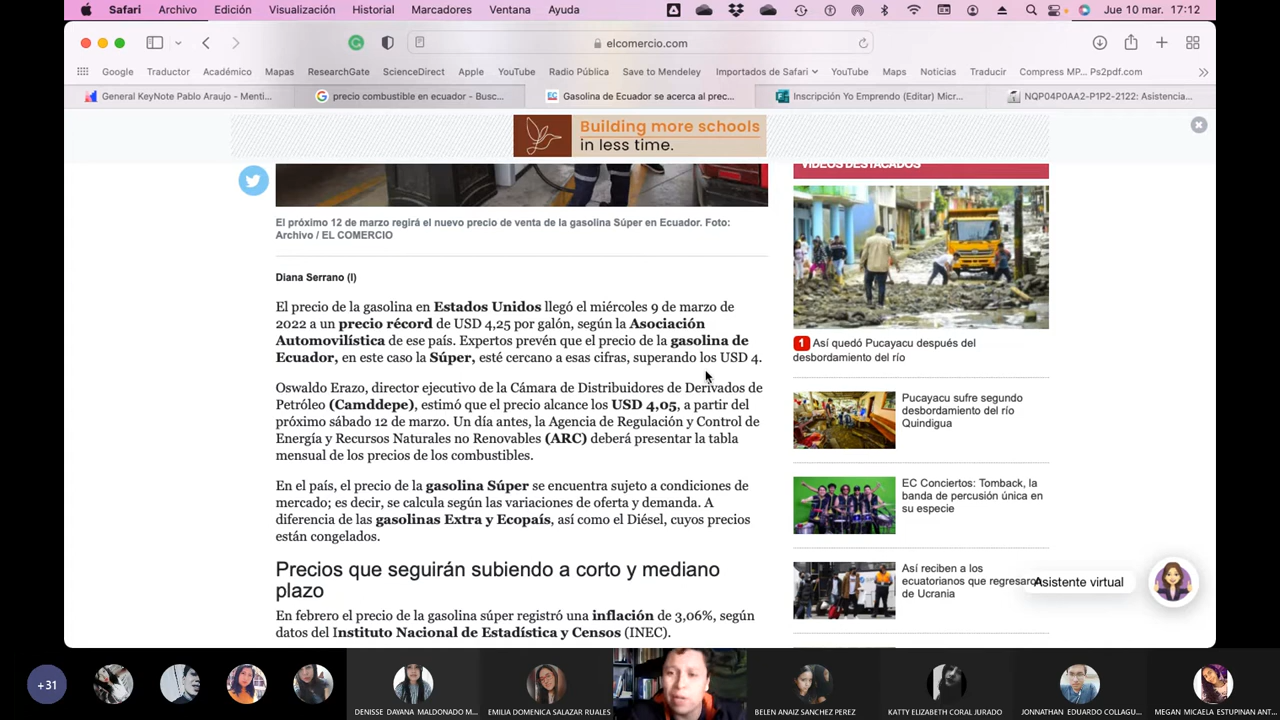 Safari Archivo Edición Visualización Historial Marcadores Ventana Ayuda Jue 10 mar. 17:12
elcomercio.com
Google Traductor Académico Mapas ResearchGate ScienceDirect Apple YouTube Radio Pública Save to Mendeley Importados de Safari YouTube Maps Noticias Traducir Compress MP... Ps2pdf.com
General KeyNote Pablo Araujo - Menti... precio combustible en ecuador - Busc... EC Gasolina de Ecuador se acerca al prec... Inscripción Yo Emprendo (Editar) Micr... NQP04P0AA2-P1P2-2122: Asistencia...
Building more schools
in less time.
VIDEOS DESTACADOS
El próximo 12 de marzo regirá el nuevo precio de venta de la gasolina Súper en Ecuador. Foto:
Archivo / EL COMERCIO
Diana Serrano (I)
El precio de la gasolina en Estados Unidos llegó el miércoles 9 de marzo de
2022 a un precio récord de USD 4,25 por galón, según la Asociación
Automovilística de ese país. Expertos prevén que el precio de la gasolina de
Ecuador, en este caso la Súper, esté cercano a esas cifras, superando los USD 4.
Oswaldo Erazo, director ejecutivo de la Cámara de Distribuidores de Derivados de
Petróleo (Camddepe), estimó que el precio alcance los USD 4,05, a partir del
próximo sábado 12 de marzo. Un día antes, la Agencia de Regulación y Control de
Energía y Recursos Naturales no Renovables (ARC) deberá presentar la tabla
mensual de los precios de los combustibles.
En el país, el precio de la gasolina Súper se encuentra sujeto a condiciones de
mercado; es decir, se calcula según las variaciones de oferta y demanda. A
diferencia de las gasolinas Extra y Ecopaís, así como el Diésel, cuyos precios
están congelados.
Precios que seguirán subiendo a corto y mediano
plazo
En febrero el precio de la gasolina súper registró una inflación de 3,06%, según
datos del Instituto Nacional de Estadística y Censos (INEC).
1 Así quedó Pucayacu después del
desbordamiento del río
Pucayacu sufre segundo
desbordamiento del río
Quindigua
EC Conciertos: Tomback, la
banda de percusión única en
su especie
Así reciben a los
ecuatorianos que regresaron
de Ucrania
Asistente virtual
+31
DENISSE DAYANA MALDONADO M...
EMILIA DOMENICA SALAZAR RUALES
BELEN ANAIZ SANCHEZ PEREZ
KATTY ELIZABETH CORAL JURADO
JONNATHAN EDUARDO COLLAGU...
MEGAN MICAELA ESTUPINAN ANT...